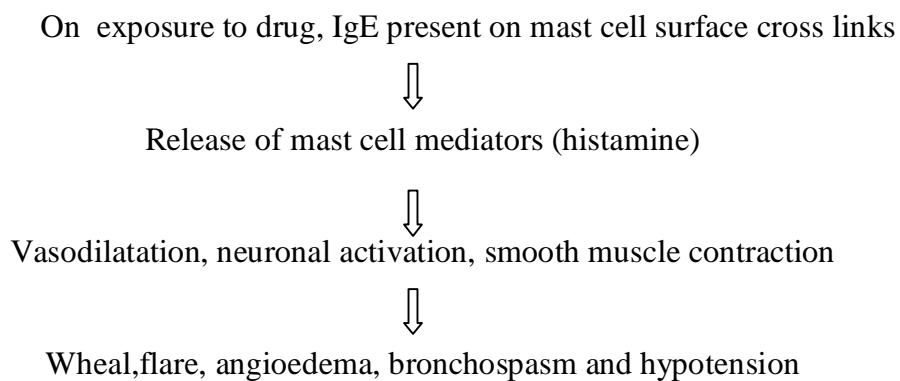 On exposure to drug, IgE present on mast cell surface cross links
Release of mast cell mediators (histamine)
Vasodilatation, neuronal activation, smooth muscle contraction
Wheal,flare, angioedema, bronchospasm and hypotension